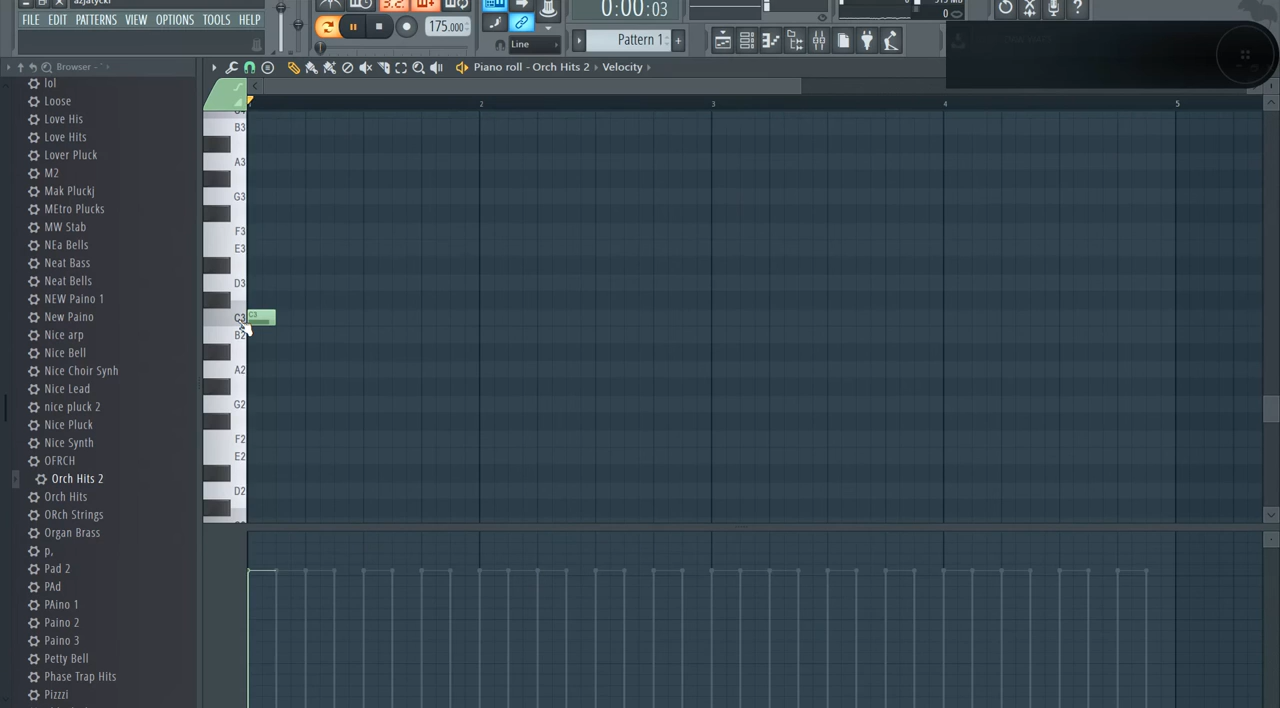 FILE EDIT PATTERNS VIEW OPTIONS TOOLS HELP
0:00:03
175.000
Line
Pattern 1
Browser
Piano roll - Orch Hits 2 Velocity
lol
Loose
Love His
Love Hits
Lover Pluck
M2
Mak Pluckj
MEtro Plucks
MW Stab
NEa Bells
Neat Bass
Neat Bells
NEW Paino 1
New Paino
Nice arp
Nice Bell
Nice Choir Synh
Nice Lead
nice pluck 2
Nice Pluck
Nice Synth
OFRCH
Orch Hits 2
Orch Hits
ORch Strings
Organ Brass
p,
Pad 2
PAd
PAino 1
Paino 2
Paino 3
Petty Bell
Phase Trap Hits
Pizzzi
2 3 4 5
B3
A3
G3
F3
E3
D3
C3 C3
B2
A2
G2
F2
E2
D2